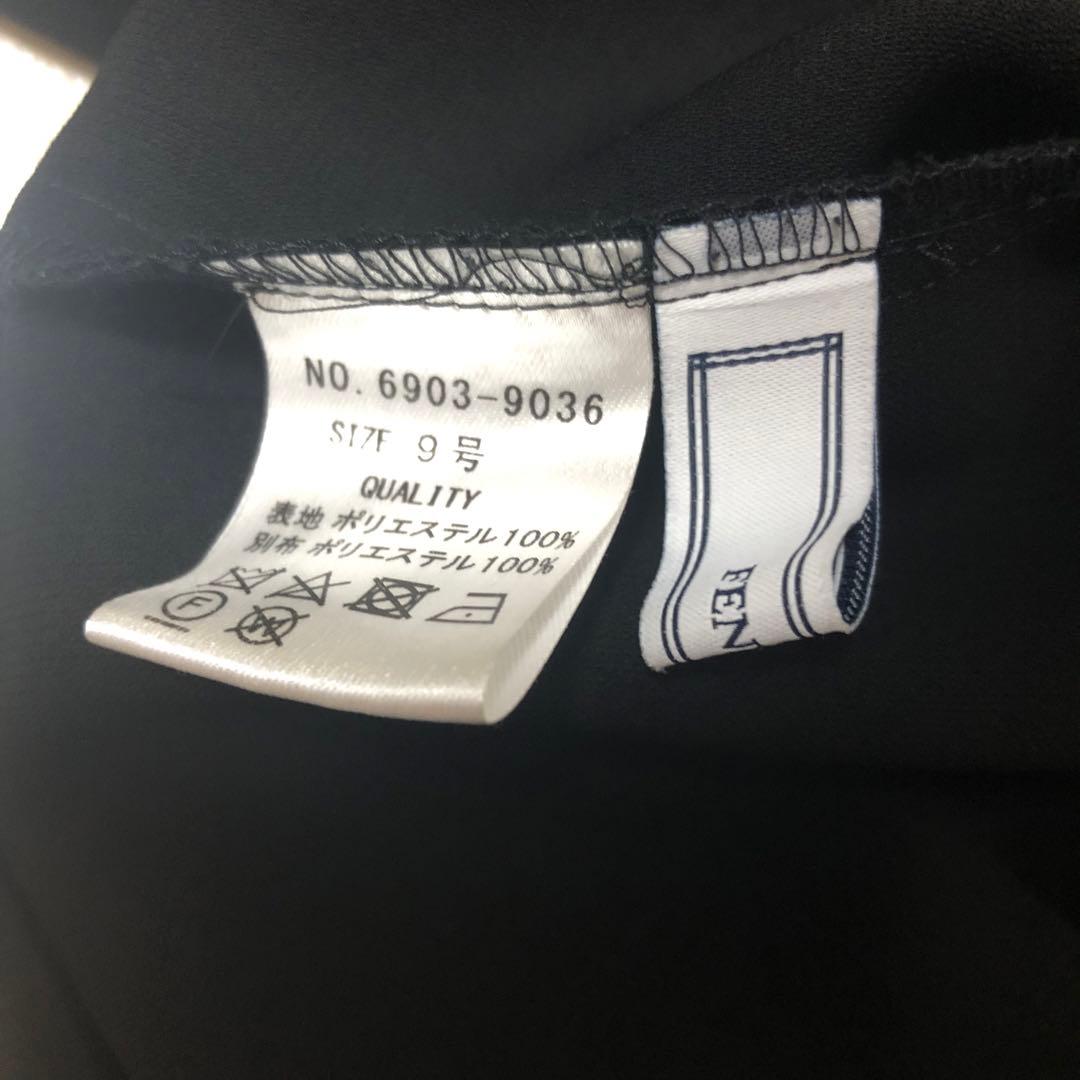 NO. 6903-9036
SIZE 9号
QUALITY
表地 ポリエステル100%
別布 ポリエステル100%
F W
FEN